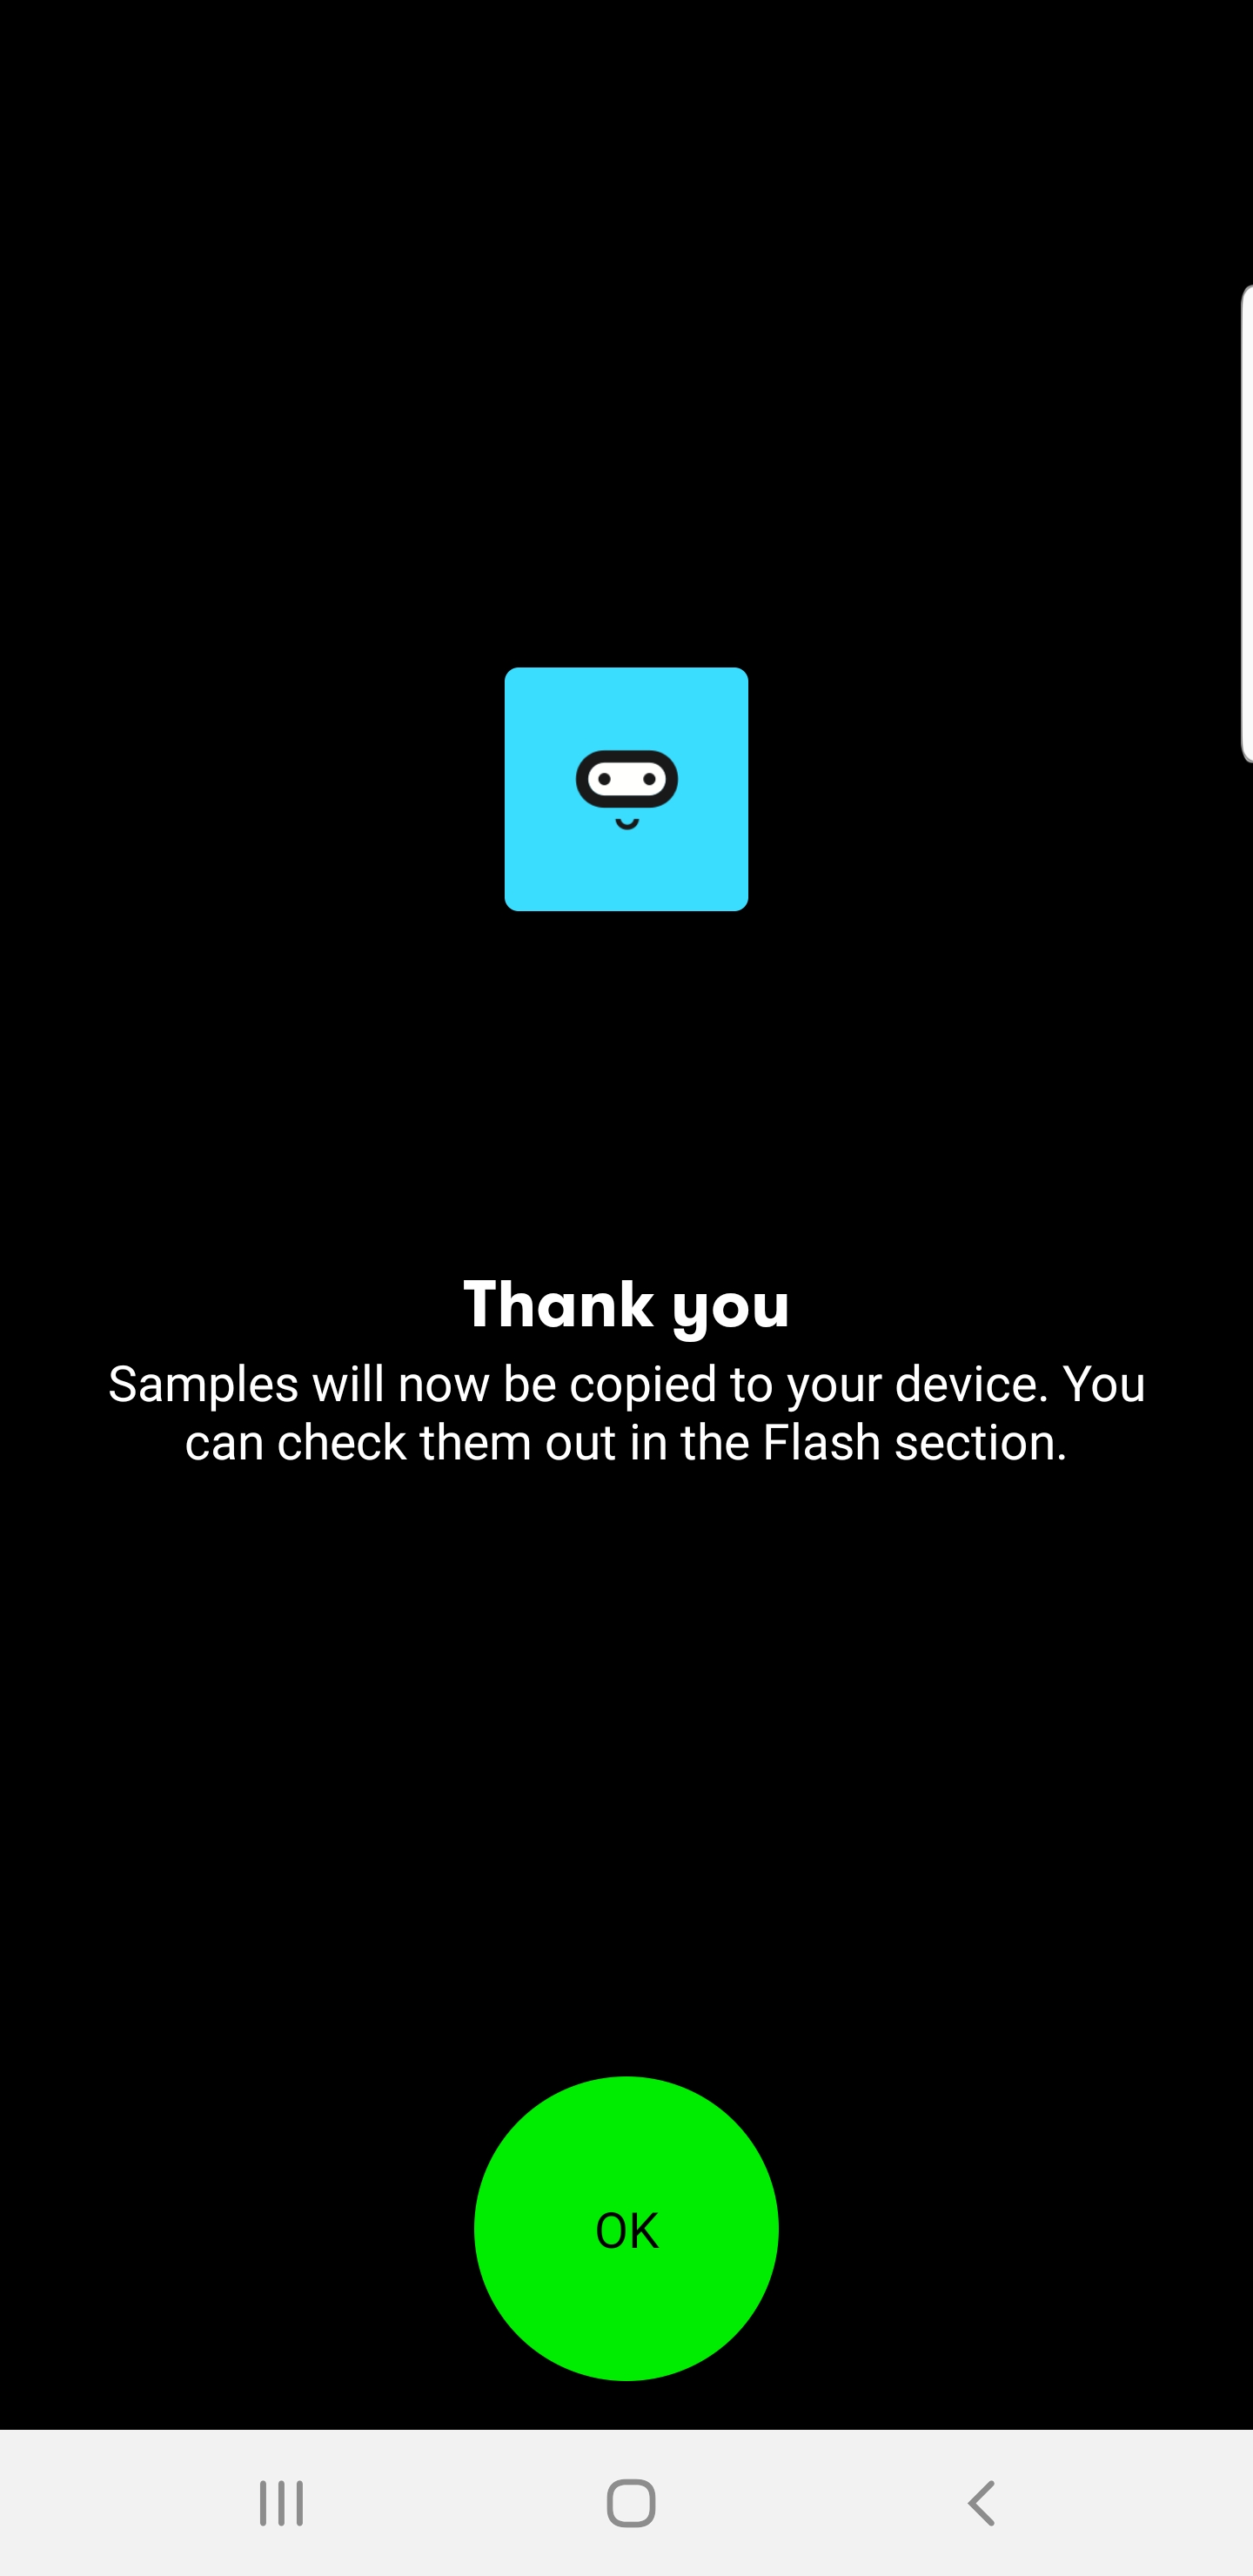 Thank you
Samples will now be copied to your device. You
can check them out in the Flash section.
OK